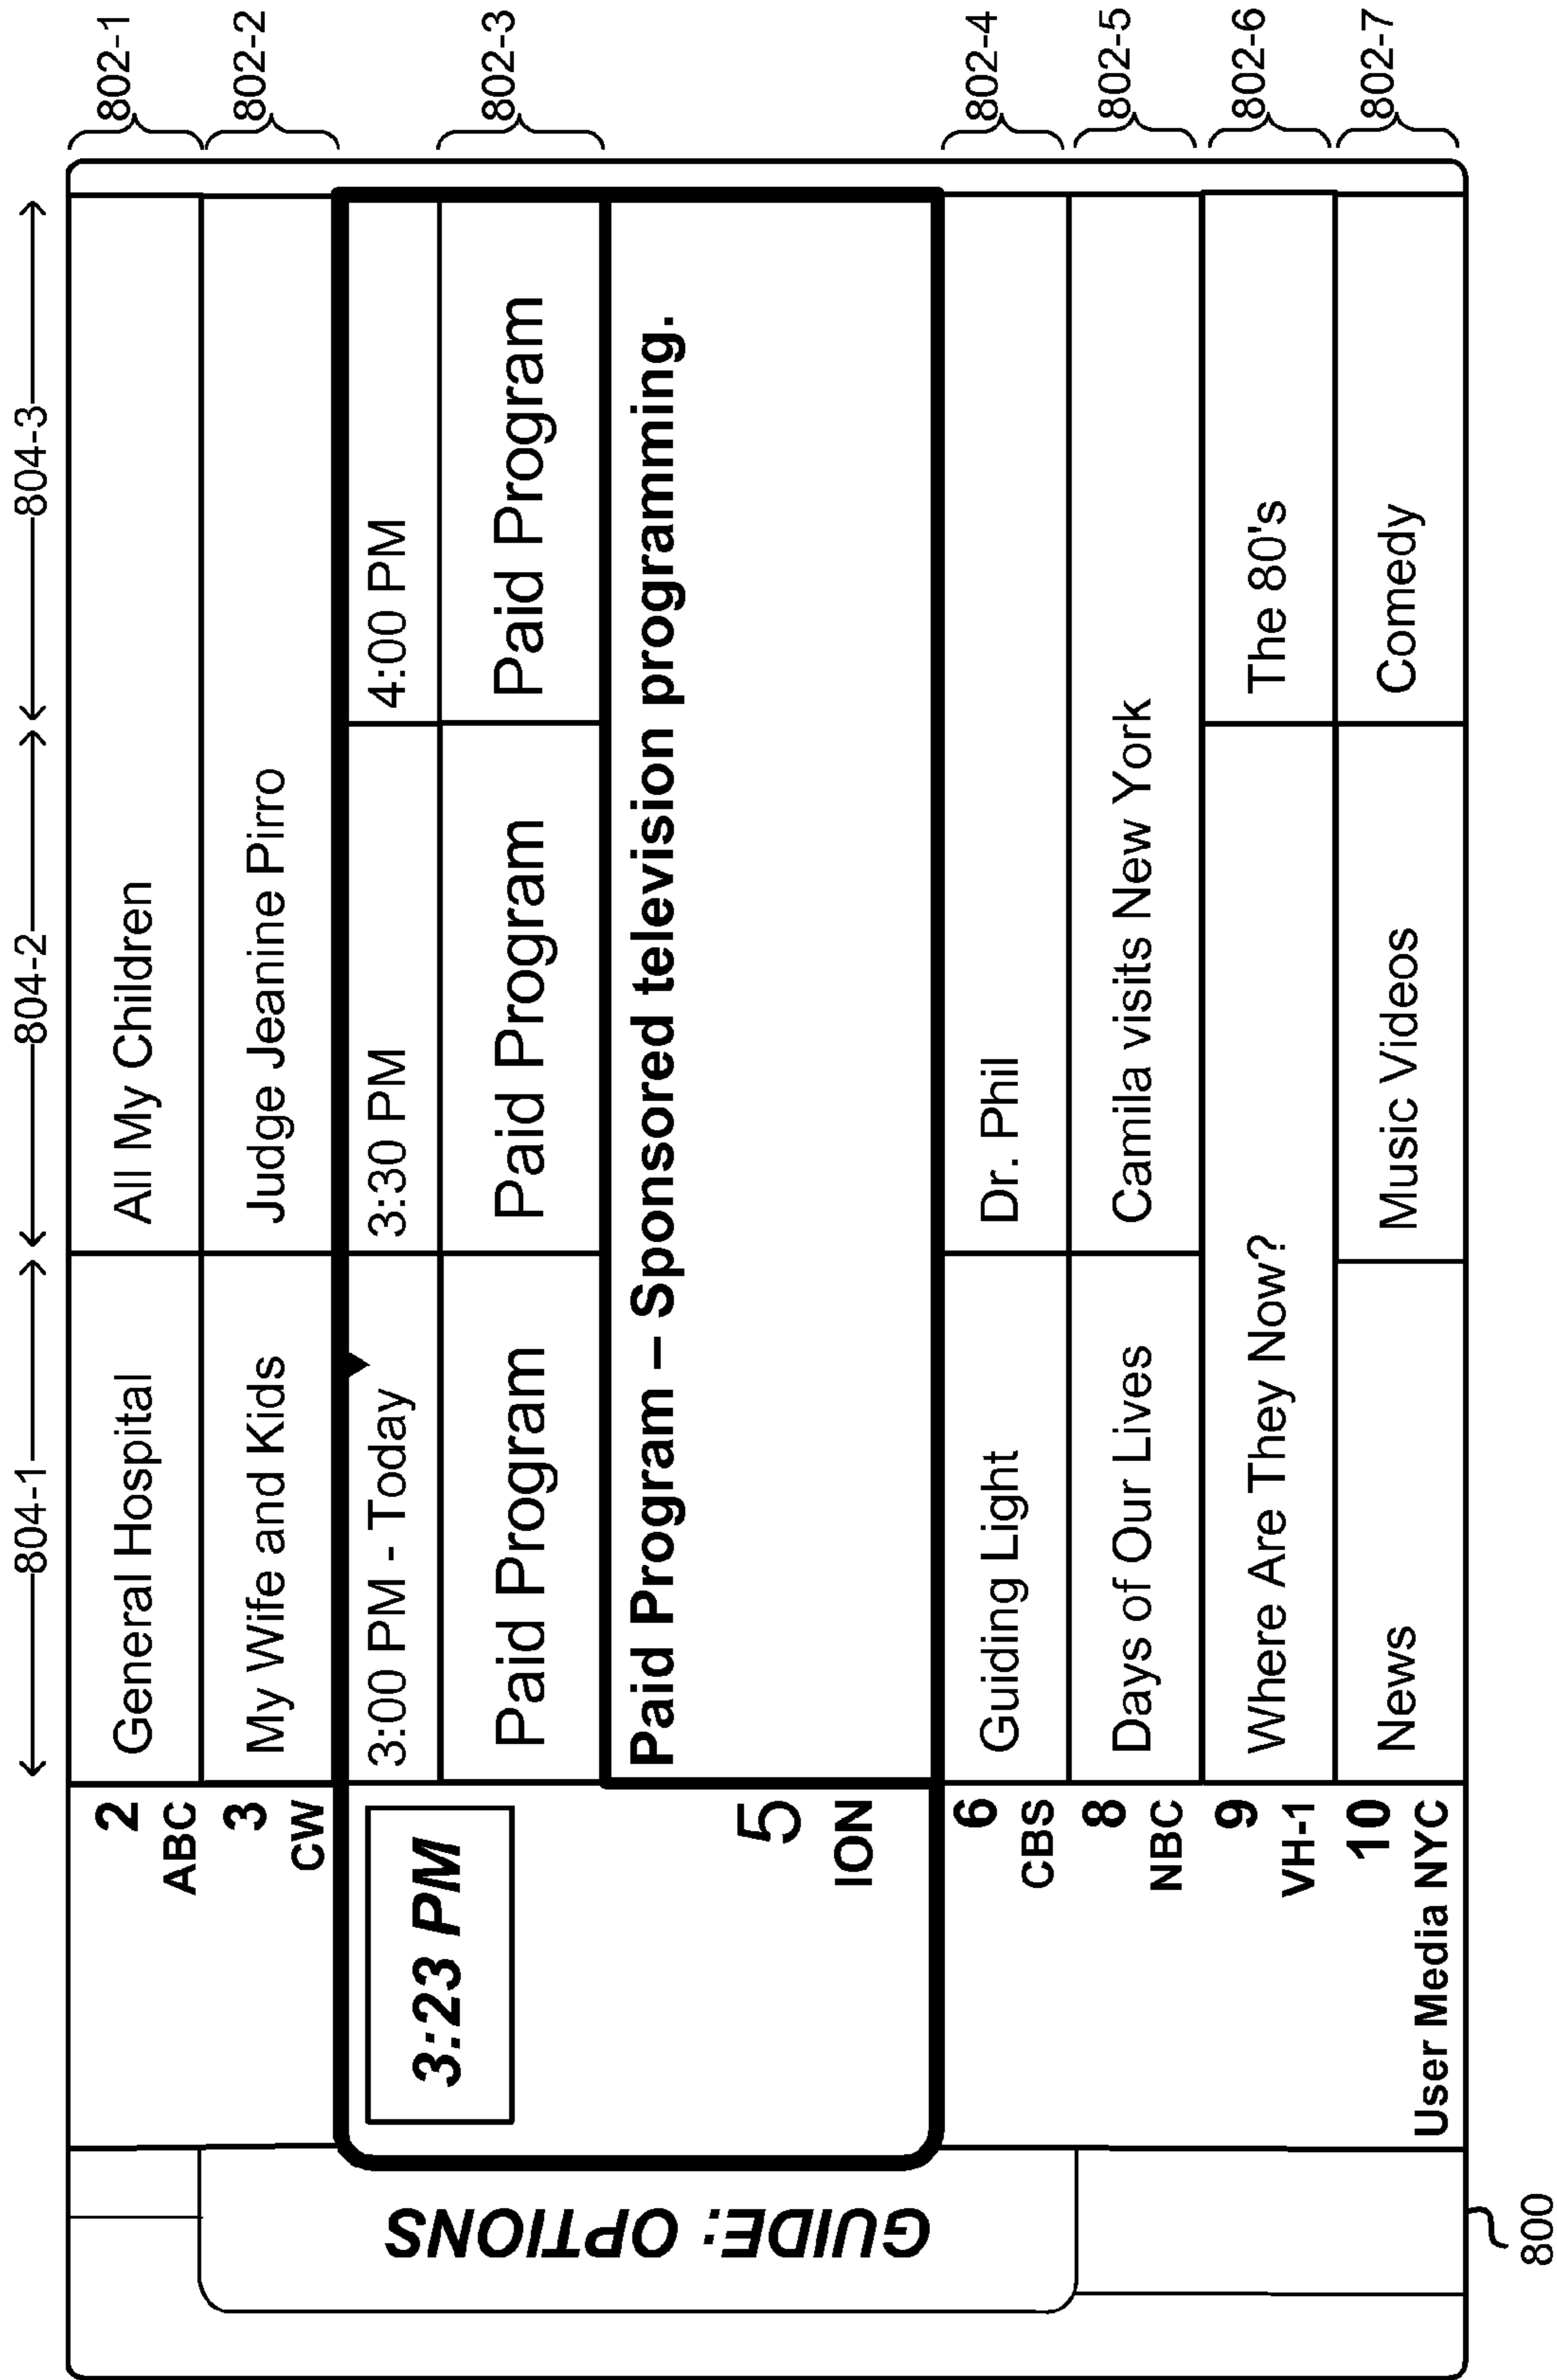 804-1 804-2 804-3
2 ABC General Hospital All My Children 802-1
3 CW My Wife and Kids Judge Jeanine Pirro 802-2
3:23 PM 3:00 PM - Today 3:30 PM 4:00 PM
Paid Program Paid Program Paid Program 802-3
Paid Program – Sponsored television programming.
5
ION
GUIDE: OPTIONS
6 CBS Guiding Light Dr. Phil 802-4
8 NBC Days of Our Lives Camila visits New York 802-5
9 VH-1 Where Are They Now? The 80's 802-6
10 User Media NYC News Music Videos Comedy 802-7
800